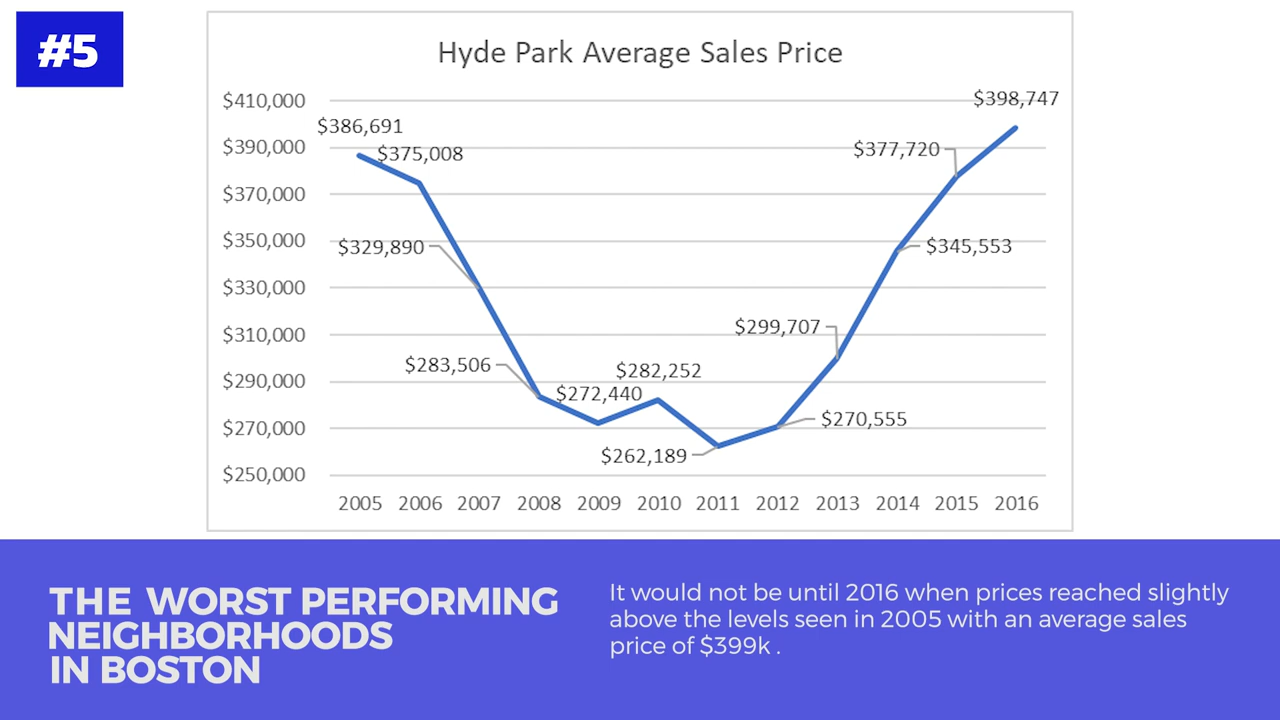 #5
Hyde Park Average Sales Price
$410,000
$390,000
$370,000
$350,000
$330,000
$310,000
$290,000
$270,000
$250,000
$386,691
$375,008
$329,890
$283,506
$272,440
$282,252
$262,189
$270,555
$299,707
$345,553
$377,720
$398,747
2005 2006 2007 2008 2009 2010 2011 2012 2013 2014 2015 2016
THE WORST PERFORMING
NEIGHBORHOODS
IN BOSTON
It would not be until 2016 when prices reached slightly
above the levels seen in 2005 with an average sales
price of $399k .